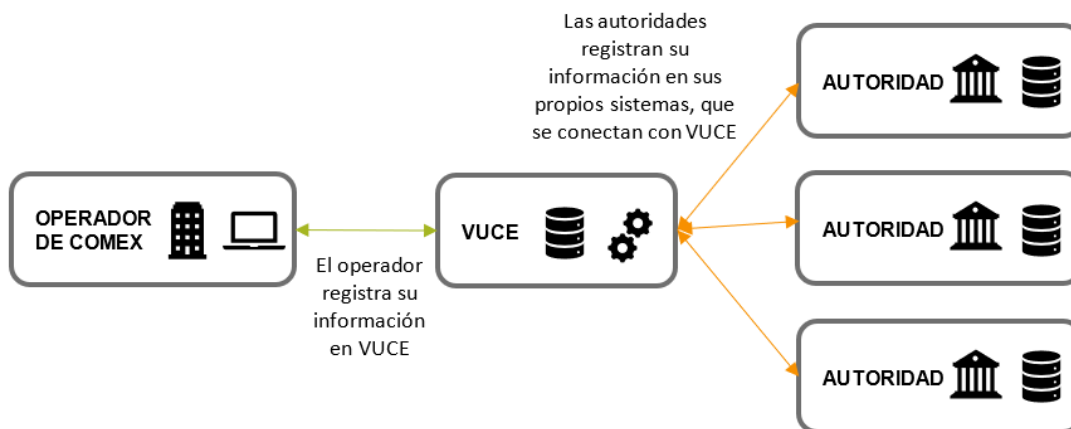 Las autoridades
registran su
información en sus
propios sistemas, que
se conectan con VUCE
AUTORIDAD
OPERADOR
DE COMEX
VUCE
AUTORIDAD
El operador
registra su
información
en VUCE
AUTORIDAD